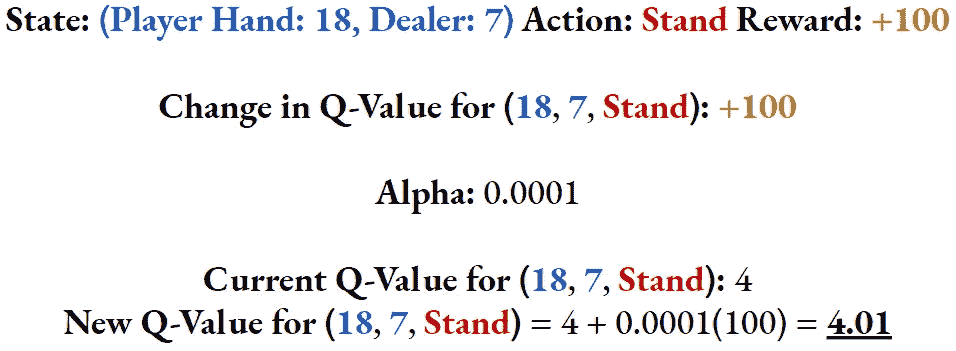 State: (Player Hand: 18, Dealer: 7) Action: Stand Reward: +100
Change in Q-Value for (18, 7, Stand): +100
Alpha: 0.0001
Current Q-Value for (18, 7, Stand): 4
New Q-Value for (18, 7, Stand) = 4 + 0.0001(100) = 4.01